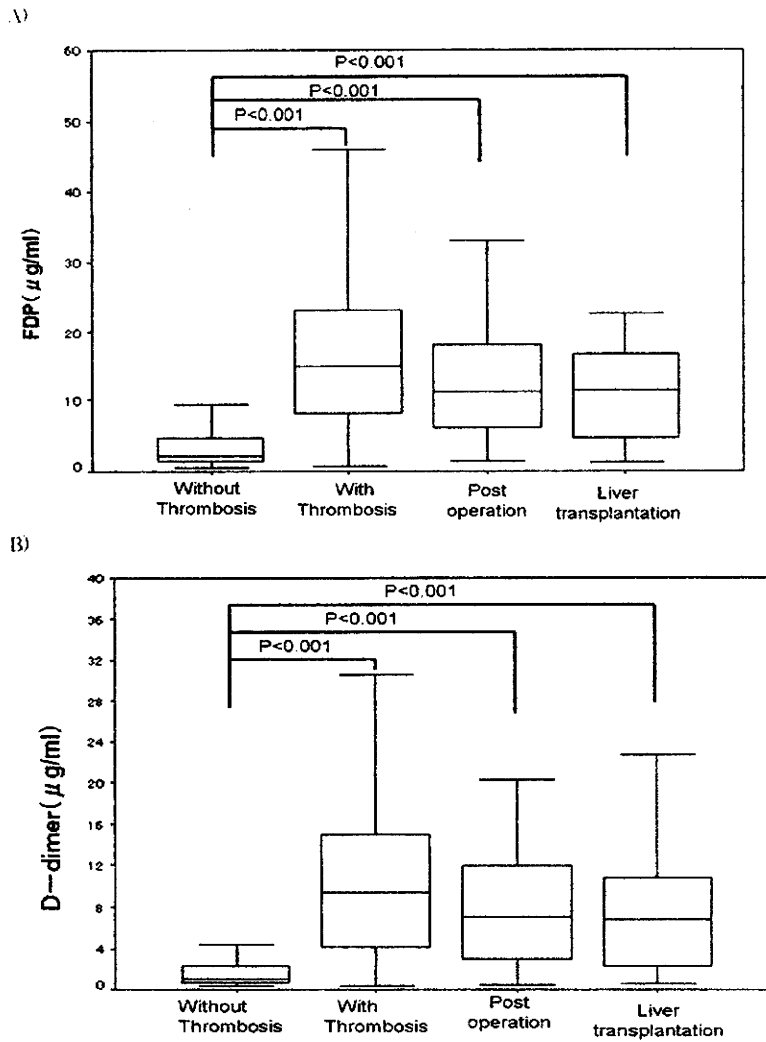 A)
60
P<0.001
P<0.001
P<0.001
50
40
30
20
10
0
FDP(μg/ml)
Without
Thrombosis
With
Thrombosis
Post
operation
Liver
transplantation
B)
40
P<0.001
36
P<0.001
P<0.001
32
28
24
20
16
12
8
4
0
D-dimer(μg/ml)
Without
Thrombosis
With
Thrombosis
Post
operation
Liver
transplantation